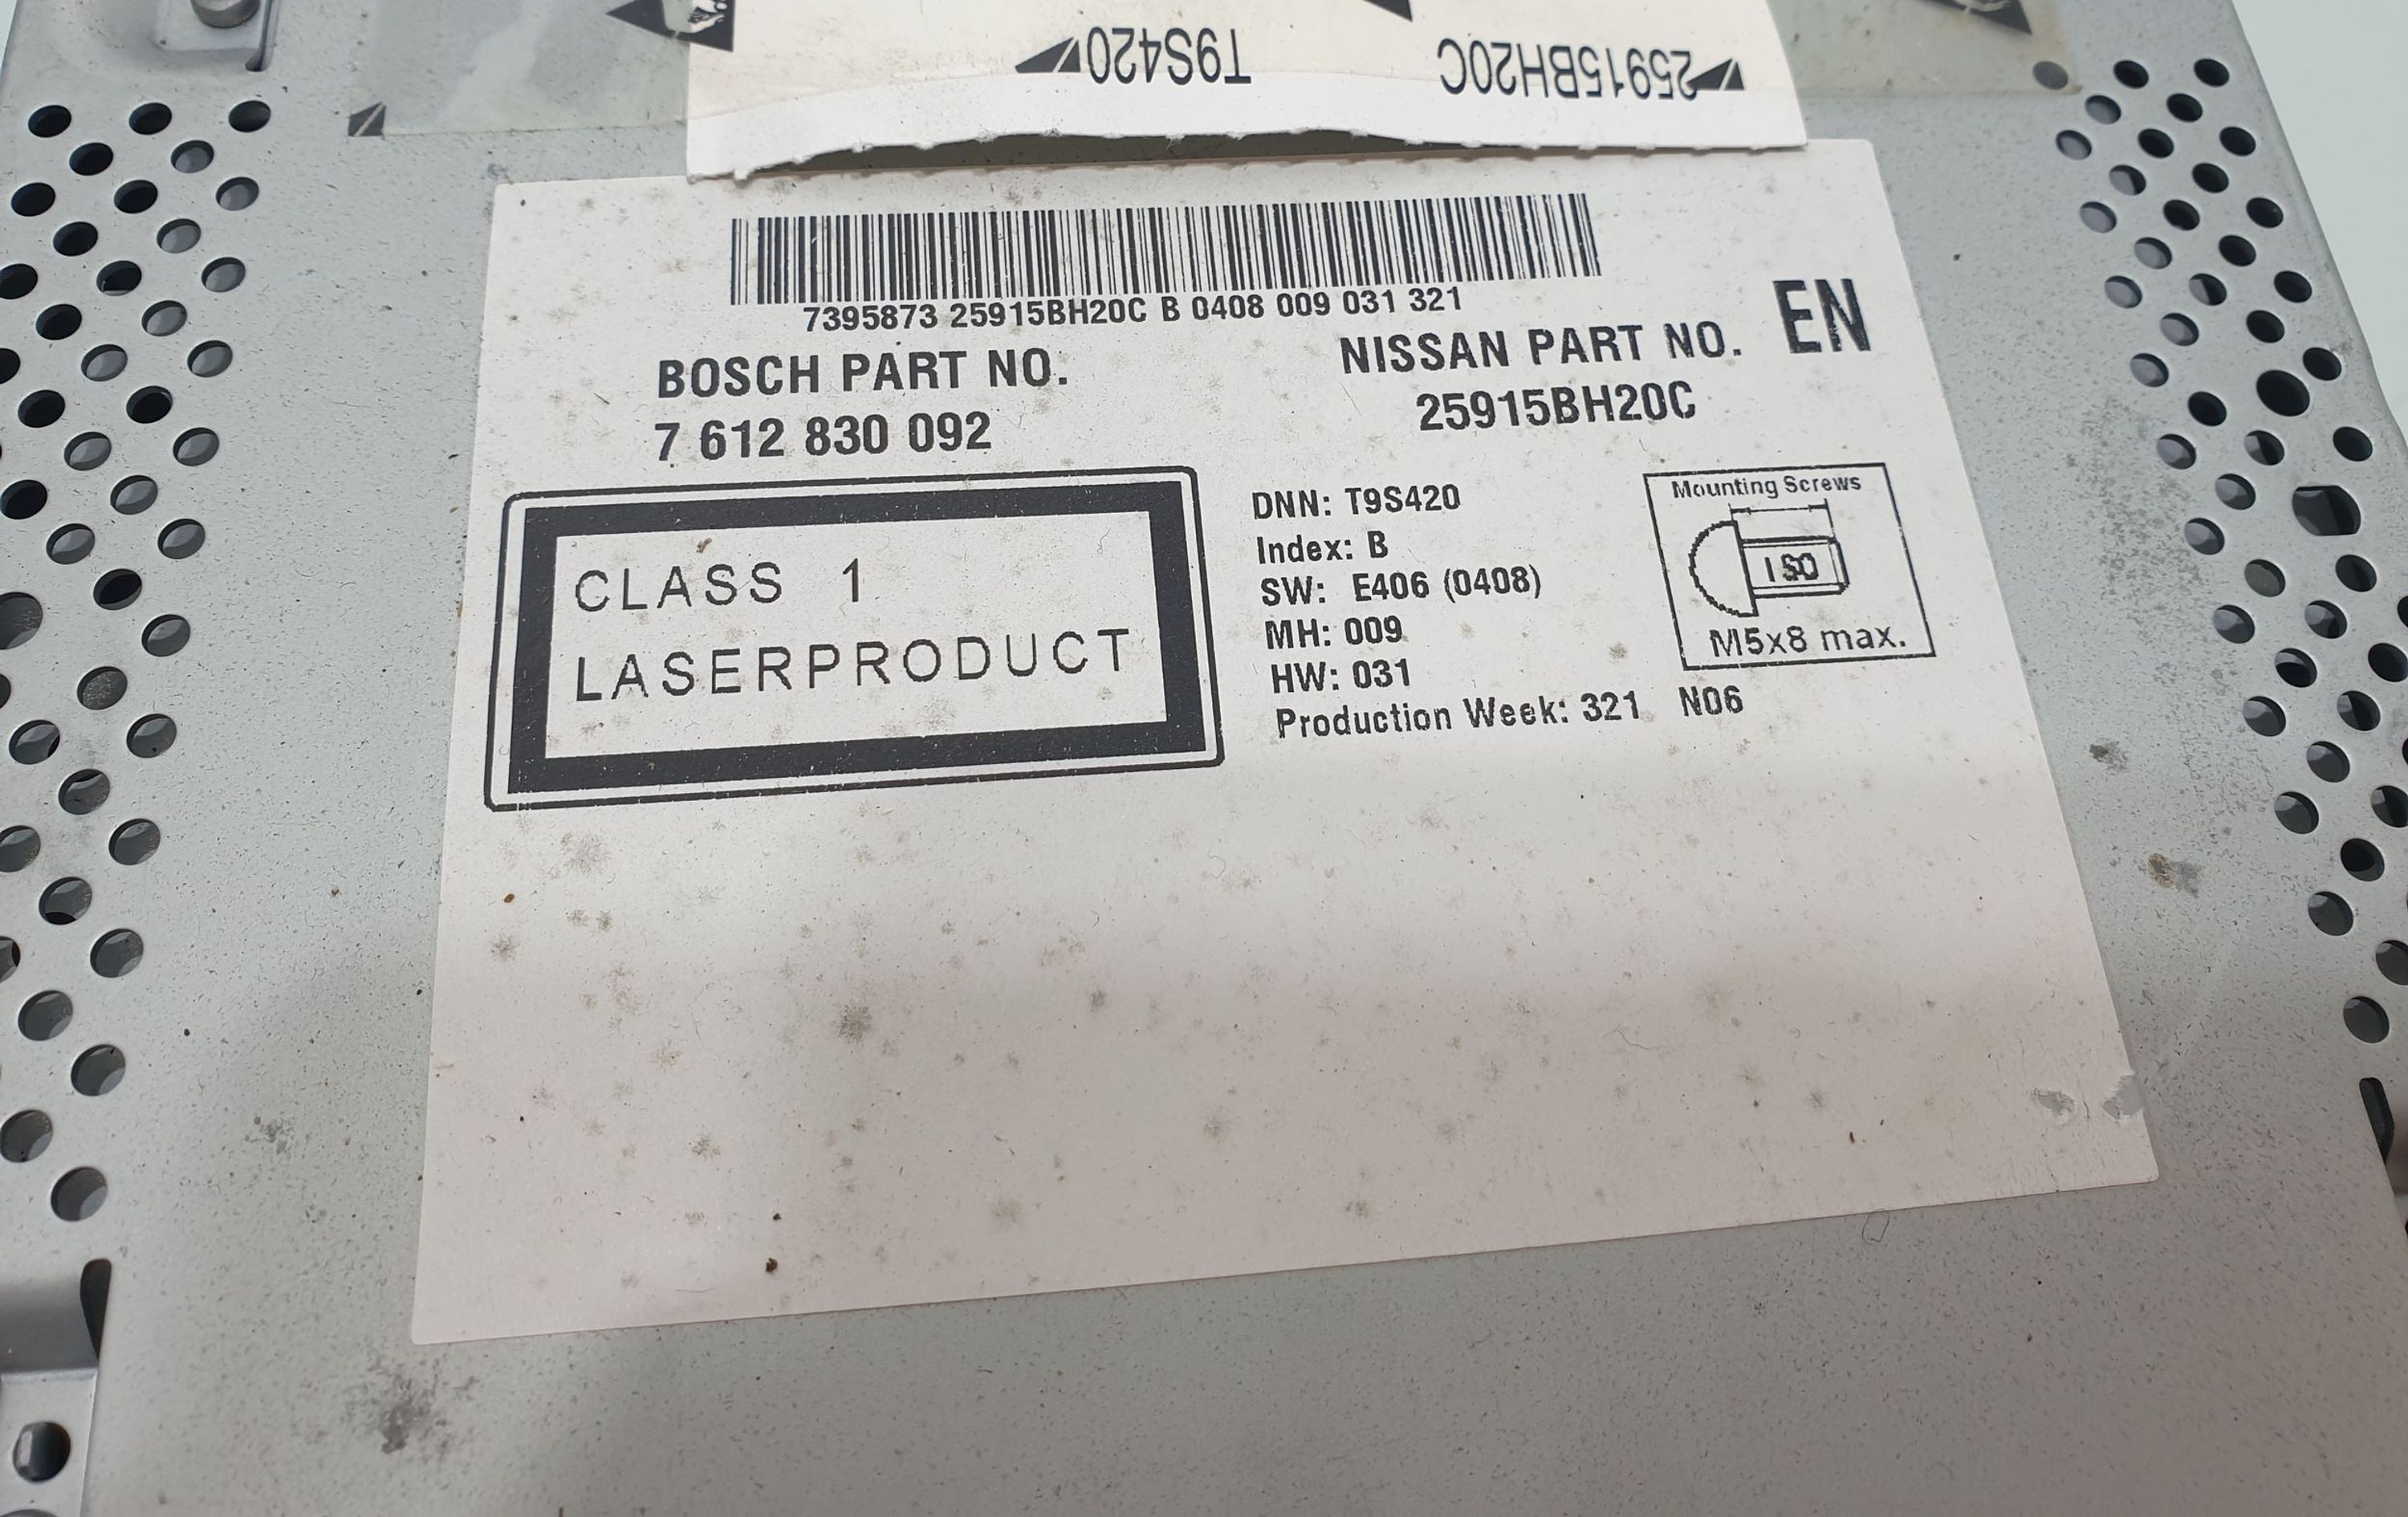 T9S420
25915BH20C
7395873 25915BH20C B 0408 009 031 321
BOSCH PART NO.
7 612 830 092
NISSAN PART NO.
25915BH20C
EN
CLASS 1
LASERPRODUCT
DNN: T9S420
Index: B
SW: E406 (0408)
MH: 009
HW: 031
Production Week: 321 N06
Mounting Screws
ISO
M5x8 max.